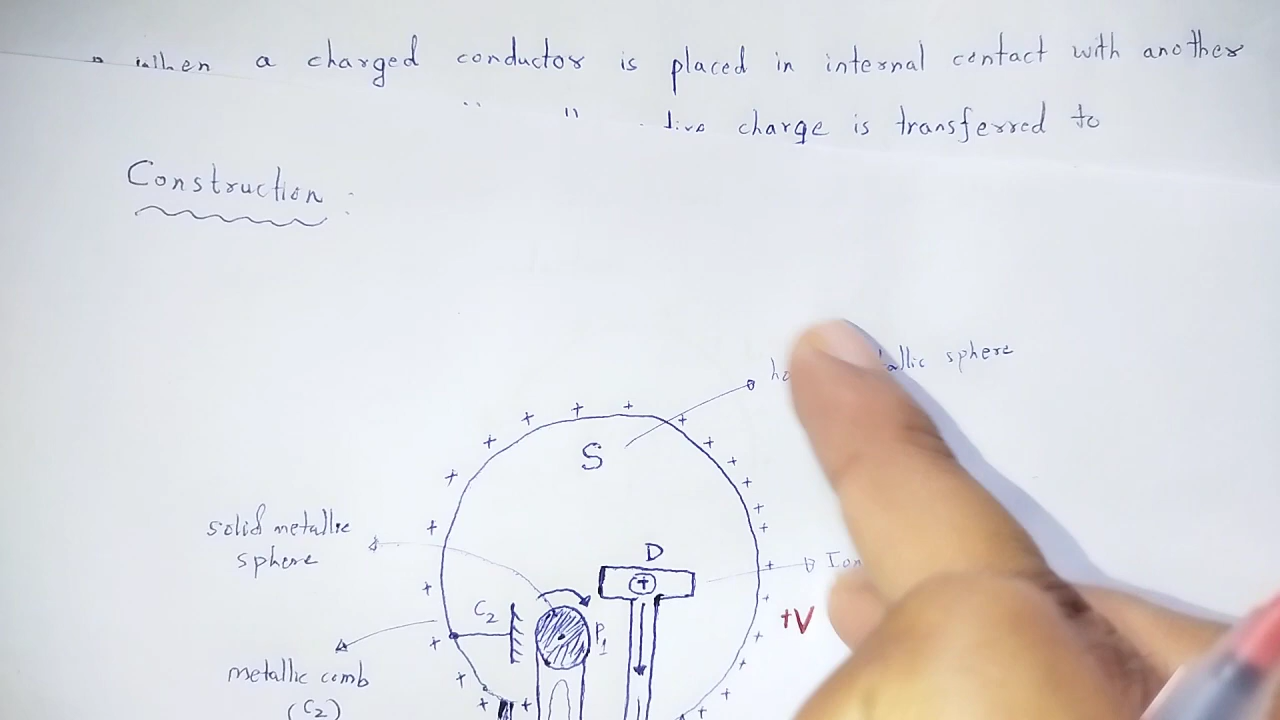 When a charged conductor is placed in internal contact with another
charge is transferred to
Construction :
sphere
S
solid metallic
sphere
D
+
C2
P1
+V
metallic comb
(C2)